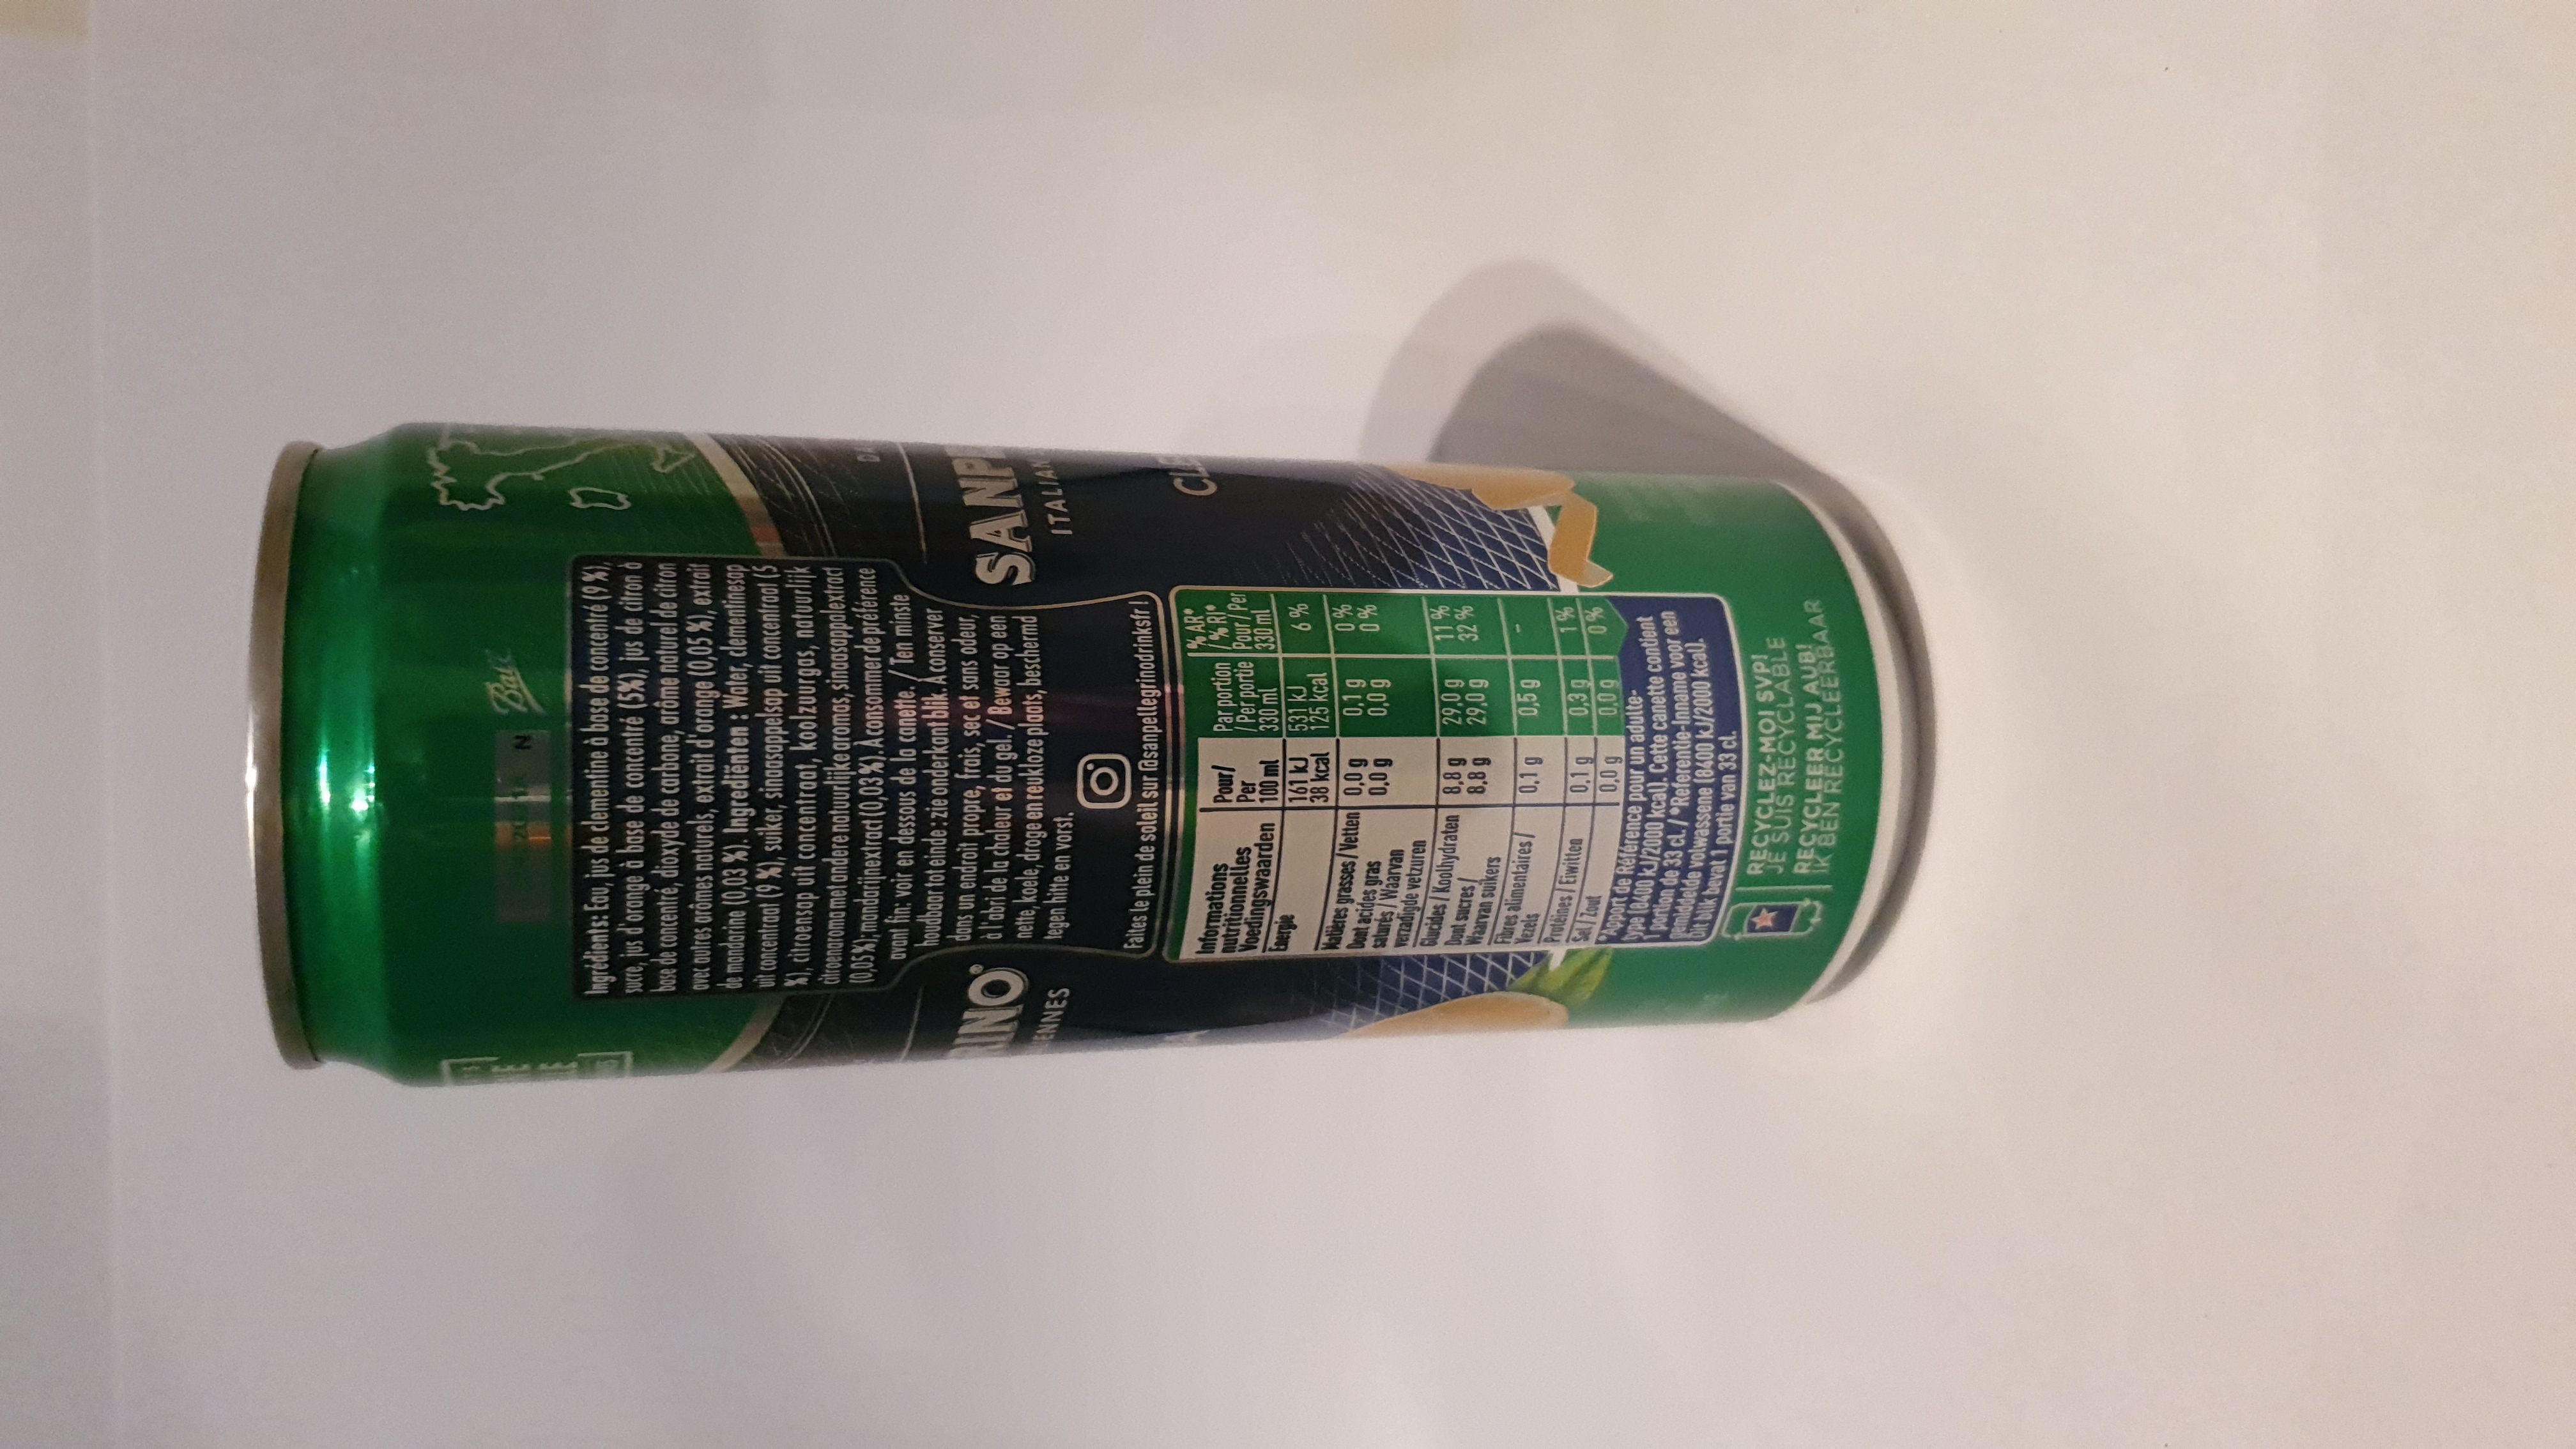 N
Ball
Ingrédients: Eau, jus de clementine à base de concentré (9 %),
sucre, jus d'orange à base de concentré (5%), jus de citron à
base de concentré, dioxyde de carbone, arôme naturel de citron
avec autres arômes naturels, extrait d'orange (0,05 %), extrait
de mandarine (0,03 %). Ingrediënten : Water, clementinesap
uit concentraat (9 %), suiker, sinaasappelsap uit concentraat (5
%), citroensap uit concentraat, koolzuurgas, natuurlijk
citroenaroma met andere natuurlijke aromas, sinaasappalextract
(0,05%); mandarijnextract (0,03%). À consommer de préférence
avant fin: voir en dessous de la canette. / Ten minste
houdbaar tot einde : zie onderkant blik. À conserver
dans un endroit propre, frais, sec et sans odeur,
à l'abri de la chaleur et du gel. / Bewaar op een
nette, koele, droge en reukloze plaats, beschermd
tegen hitte en vorst.
Faites le plein de soleil sur @sanpellegrinodrinksfr !
RINO
IENNES
SANPE
ITALIAN
DA
CLE
Informations nutritionnelles Voedingswaarden Pour/ Per 100 ml Par portion / Per portie 330 ml % AR* / % RI* Pour / Per 330 ml
Energie 161 kJ 531 kJ 6 %
38 kcal 125 kcal
Matières grasses / Vetten 0,0 g 0,1 g 0 %
Dont acides gras 0,0 g 0,0 g 0 %
saturés / Waarvan
verzadigde vetzuren
Glucides / Koolhydraten 8,8 g 29,0 g 11 %
Dont sucres / 8,8 g 29,0 g 32 %
Waarvan suikers
Fibres alimentaires / 0,1 g 0,5 g -
Vezels
Protéines / Eiwitten 0,1 g 0,3 g 1 %
Sel / Zout 0,0 g 0,0 g 0 %
*Apport de Référence pour un adulte-
type (8400 kJ/2000 kcal). Cette canette contient
1 portion de 33 cl. / *Referentie-Inname voor een
gemiddelde volwassene (8400 kJ/2000 kcal).
Dit blik bevat 1 portie van 33 cl.
RECYCLEZ-MOI SVP!
JE SUIS RECYCLABLE
RECYCLEER MIJ AUB!
IK BEN RECYCLEERBAAR